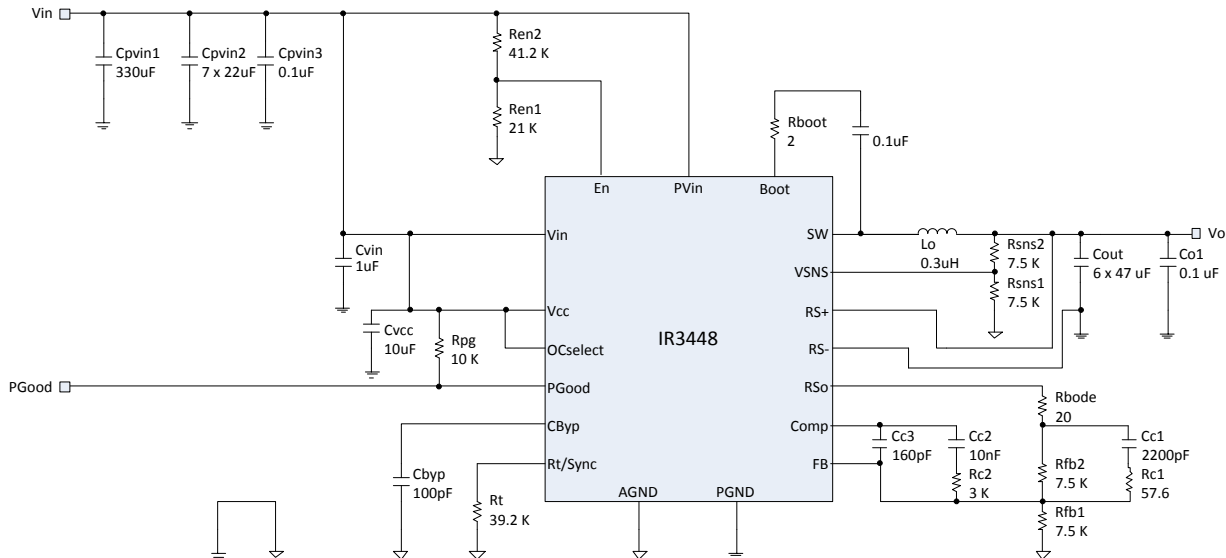 Vin
Cpvin1
330uF
Cpvin2
7 x 22uF
Cpvin3
0.1uF
Ren2
41.2 K
Ren1
21 K
Rboot
2
0.1uF
En
PVin
Boot
Vin
SW
Vo
Cvin
1uF
Lo
0.3uH
Rsns2
7.5 K
Cout
6 x 47 uF
Co1
0.1 uF
VSNS
Rsns1
7.5 K
Vcc
RS+
Cvcc
10uF
Rpg
10 K
OCselect
IR3448
RS-
PGood
PGood
RSo
Rbode
20
CByp
Comp
Cc3
160pF
Cc2
10nF
Cc1
2200pF
Rt/Sync
FB
Cbyp
100pF
Rc2
3 K
Rfb2
7.5 K
Rc1
57.6
Rt
39.2 K
AGND
PGND
Rfb1
7.5 K